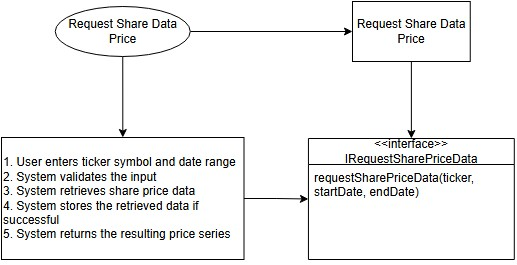 Request Share Data
Price
Request Share Data
Price
1. User enters ticker symbol and date range
2. System validates the input
3. System retrieves share price data
4. System stores the retrieved data if
successful
5. System returns the resulting price series
<<interface>>
IRequestSharePriceData
requestSharePriceData(ticker,
startDate, endDate)